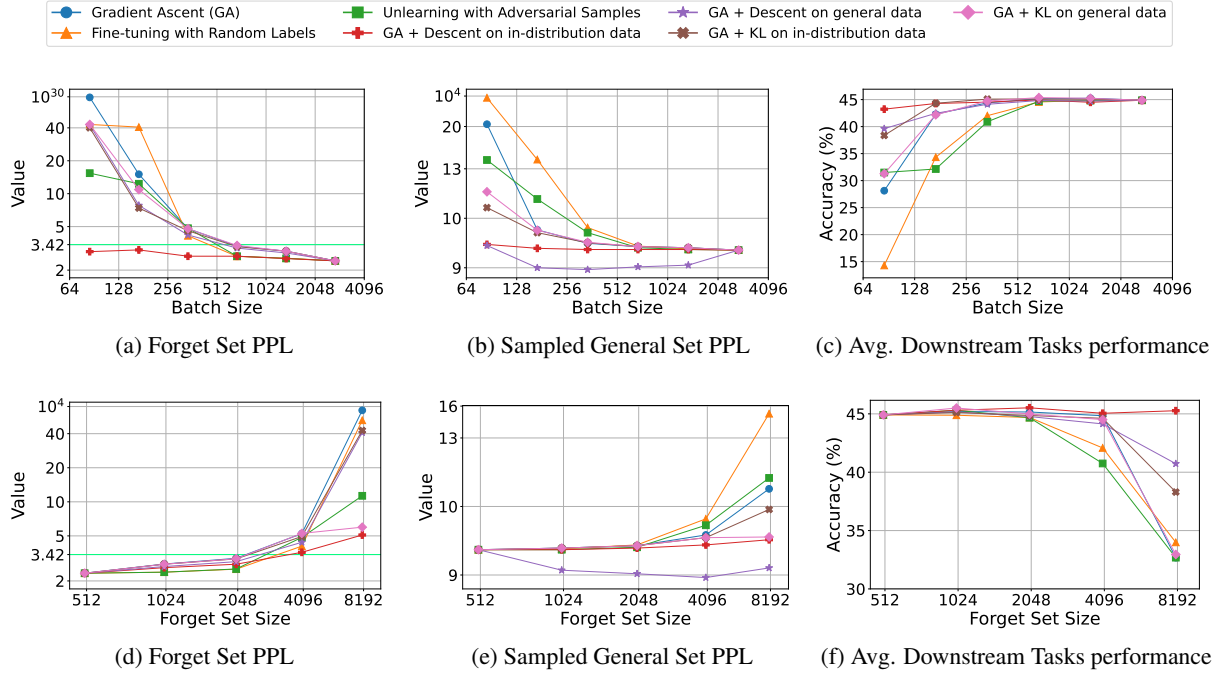 Gradient Ascent (GA)
Fine-tuning with Random Labels
Unlearning with Adversarial Samples
GA + Descent on in-distribution data
GA + Descent on general data
GA + KL on in-distribution data
GA + KL on general data
Value
10^30
40
20
10
5
3.42
2
64 128 256 512 1024 2048 4096
Batch Size
(a) Forget Set PPL
Value
10^4
20
13
10
9
64 128 256 512 1024 2048 4096
Batch Size
(b) Sampled General Set PPL
Accuracy (%)
45
40
35
30
25
20
15
64 128 256 512 1024 2048 4096
Batch Size
(c) Avg. Downstream Tasks performance
Value
10^4
40
20
10
5
3.42
2
512 1024 2048 4096 8192
Forget Set Size
(d) Forget Set PPL
Value
16
13
10
9
512 1024 2048 4096 8192
Forget Set Size
(e) Sampled General Set PPL
Accuracy (%)
45
40
35
30
512 1024 2048 4096 8192
Forget Set Size
(f) Avg. Downstream Tasks performance